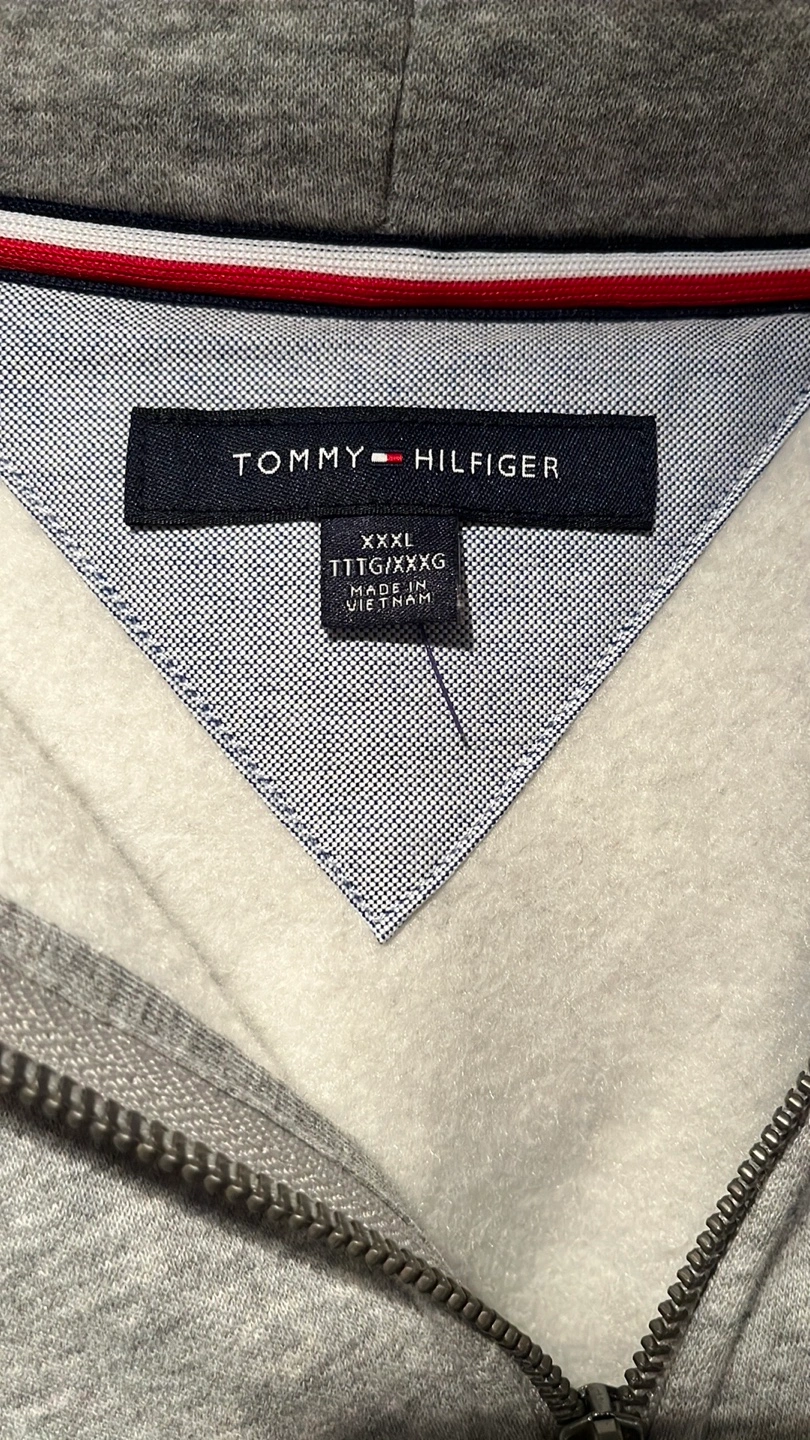 TOMMY HILFIGER
XXXL
TTTG/XXXG
MADE IN
VIETNAM